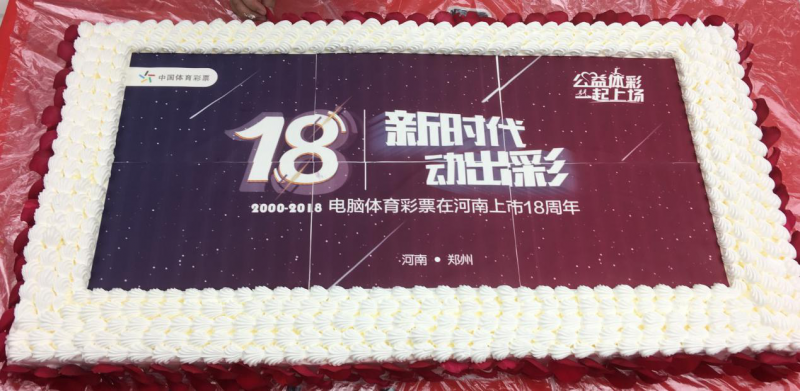 中国体育彩票
公益体彩
一起上场
18 新时代
动出彩
2000-2018 电脑体育彩票在河南上市18周年
河南 • 郑州